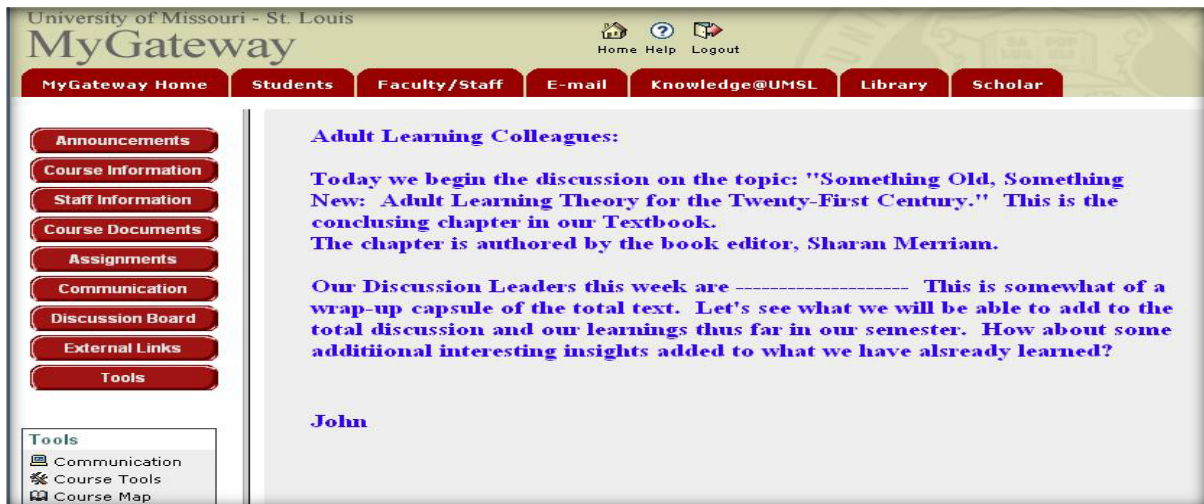 University of Missouri - St. Louis
MyGateway
Home Help Logout
MyGateway Home Students Faculty/Staff E-mail Knowledge@UMSL Library Scholar
Announcements
Course Information
Staff Information
Course Documents
Assignments
Communication
Discussion Board
External Links
Tools
Tools
Communication
Course Tools
Course Map
Adult Learning Colleagues:
Today we begin the discussion on the topic: "Something Old, Something
New: Adult Learning Theory for the Twenty-First Century." This is the
conclusing chapter in our Textbook.
The chapter is authored by the book editor, Sharan Merriam.
Our Discussion Leaders this week are -------------------- This is somewhat of a
wrap-up capsule of the total text. Let's see what we will be able to add to the
total discussion and our learnings thus far in our semester. How about some
additiional interesting insights added to what we have alsready learned?
John